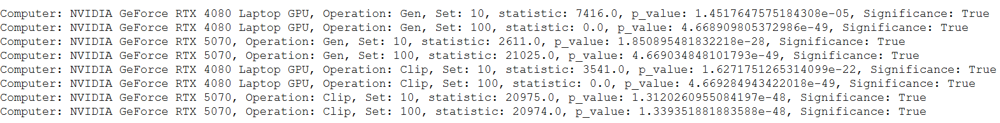 Computer: NVIDIA GeForce RTX 4080 Laptop GPU, Operation: Gen, Set: 10, statistic: 7416.0, p_value: 1.4517647575184308e-05, Significance: True
Computer: NVIDIA GeForce RTX 4080 Laptop GPU, Operation: Gen, Set: 100, statistic: 0.0, p_value: 4.668909805372986e-49, Significance: True
Computer: NVIDIA GeForce RTX 5070, Operation: Gen, Set: 10, statistic: 2611.0, p_value: 1.850895481832218e-28, Significance: True
Computer: NVIDIA GeForce RTX 5070, Operation: Gen, Set: 100, statistic: 21025.0, p_value: 4.669034848101793e-49, Significance: True
Computer: NVIDIA GeForce RTX 4080 Laptop GPU, Operation: Clip, Set: 10, statistic: 3541.0, p_value: 1.6271751265314099e-22, Significance: True
Computer: NVIDIA GeForce RTX 4080 Laptop GPU, Operation: Clip, Set: 100, statistic: 0.0, p_value: 4.669284943422018e-49, Significance: True
Computer: NVIDIA GeForce RTX 5070, Operation: Clip, Set: 10, statistic: 20975.0, p_value: 1.3120260955084197e-48, Significance: True
Computer: NVIDIA GeForce RTX 5070, Operation: Clip, Set: 100, statistic: 20974.0, p_value: 1.339351881883588e-48, Significance: True